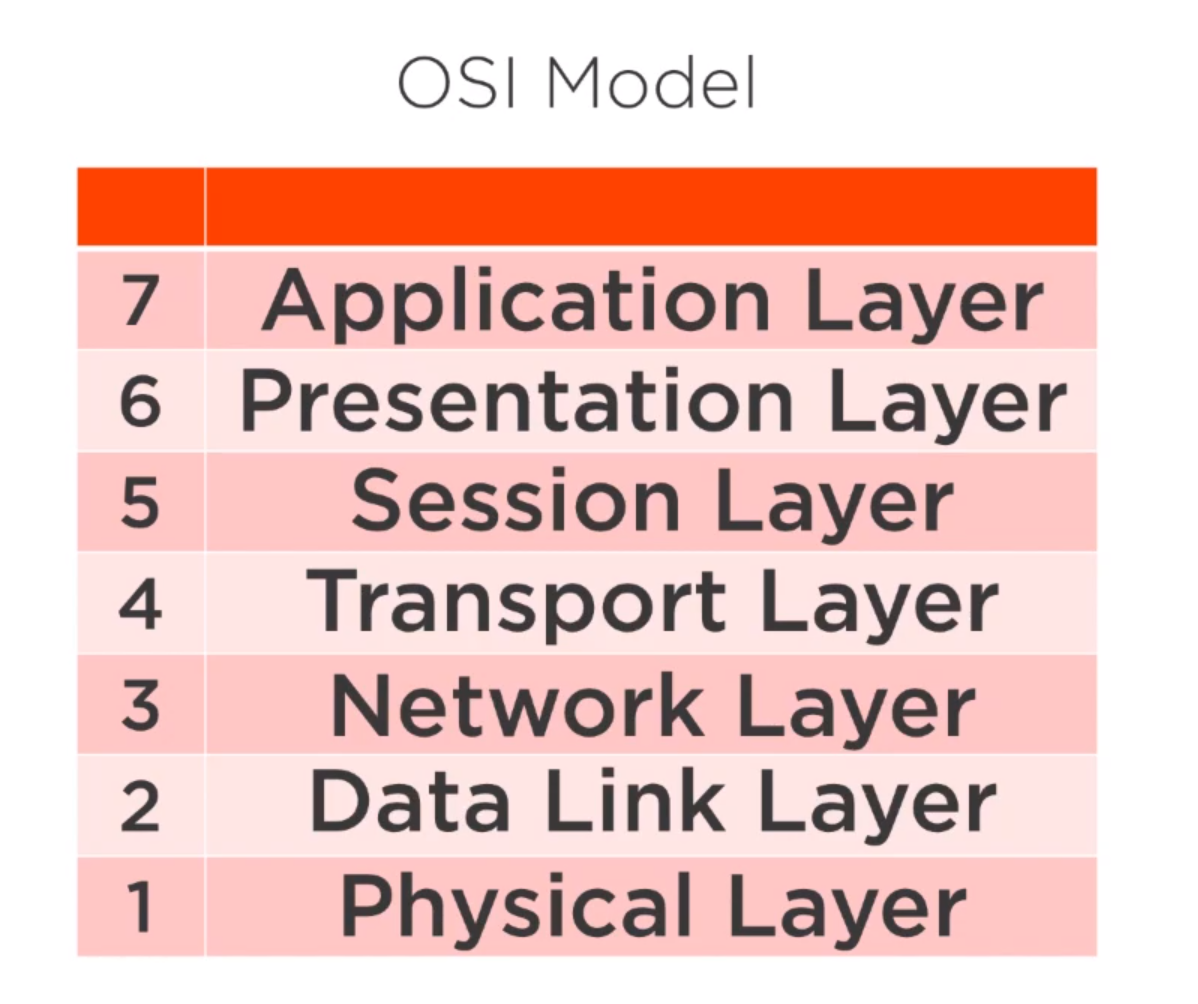 OSI Model
7 Application Layer
6 Presentation Layer
5 Session Layer
4 Transport Layer
3 Network Layer
2 Data Link Layer
1 Physical Layer